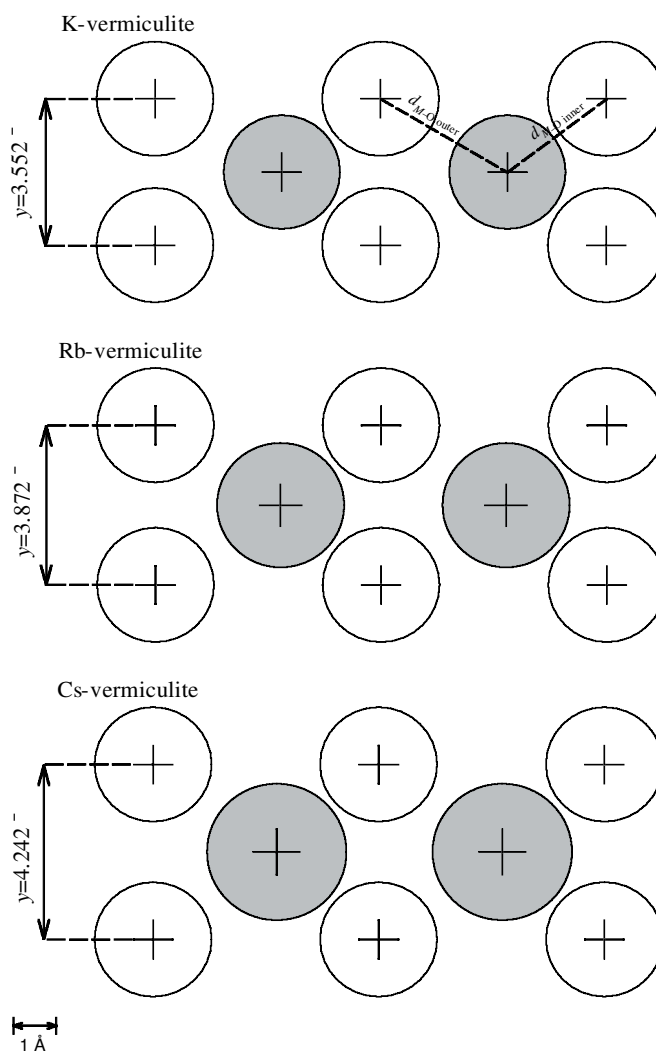 K-vermiculite
d M-O outer
d M-O inner
y=3.552⁻
Rb-vermiculite
y=3.872⁻
Cs-vermiculite
y=4.242⁻
1 Å